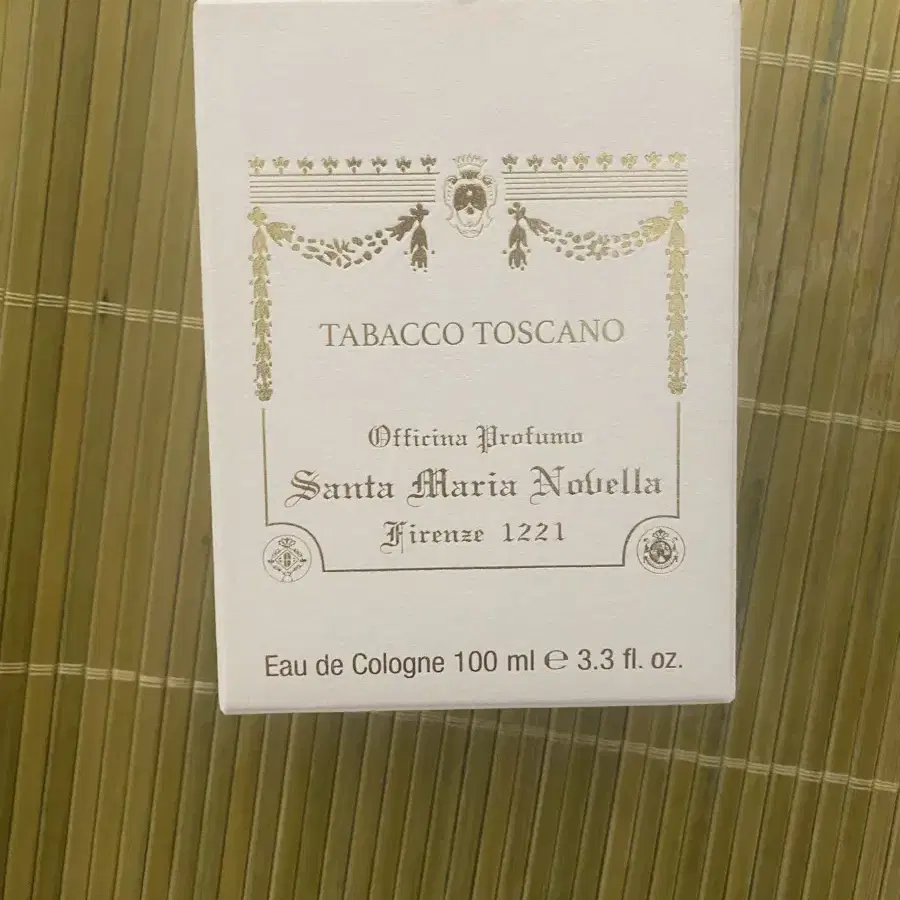 TABACCO TOSCANO
Officina Profumo
Santa Maria Novella
Firenze 1221
Eau de Cologne 100 ml ℮ 3.3 fl. oz.